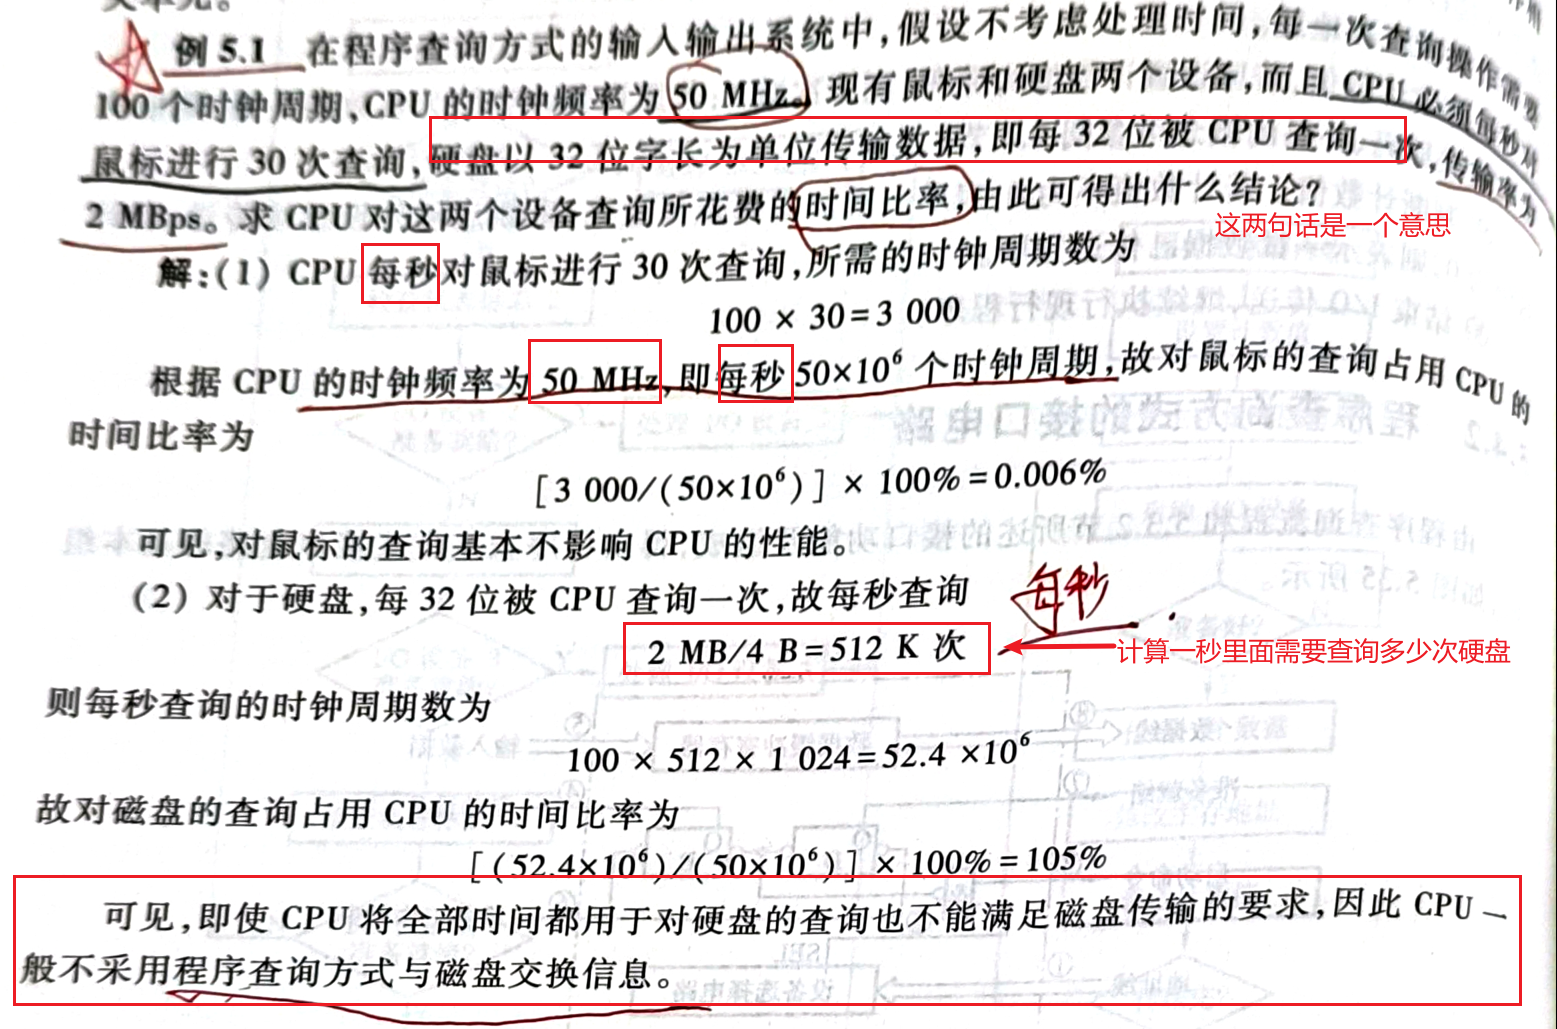 例 5.1 在程序查询方式的输入输出系统中,假设不考虑处理时间,每一次查询操作需要
100 个时钟周期,CPU 的时钟频率为 50 MHz。现有鼠标和硬盘两个设备,而且 CPU 必须每秒对
鼠标进行 30 次查询,硬盘以 32 位字长为单位传输数据,即每 32 位被 CPU 查询一次,传输率为
2 MBps。求 CPU 对这两个设备查询所花费的时间比率,由此可得出什么结论?
这两句话是一个意思
解:(1) CPU 每秒对鼠标进行 30 次查询,所需的时钟周期数为
100 × 30=3 000
根据 CPU 的时钟频率为 50 MHz,即每秒 50×10⁶ 个时钟周期,故对鼠标的查询占用 CPU 的
时间比率为
[3 000/(50×10⁶)] × 100%=0.006%
可见,对鼠标的查询基本不影响 CPU 的性能。
(2) 对于硬盘,每 32 位被 CPU 查询一次,故每秒查询
每秒
2 MB/4 B=512 K 次
计算一秒里面需要查询多少次硬盘
则每秒查询的时钟周期数为
100 × 512 × 1 024=52.4 ×10⁶
故对磁盘的查询占用 CPU 的时间比率为
[(52.4×10⁶)/(50×10⁶)] × 100%=105%
可见,即使 CPU 将全部时间都用于对硬盘的查询也不能满足磁盘传输的要求,因此 CPU 一
般不采用程序查询方式与磁盘交换信息。